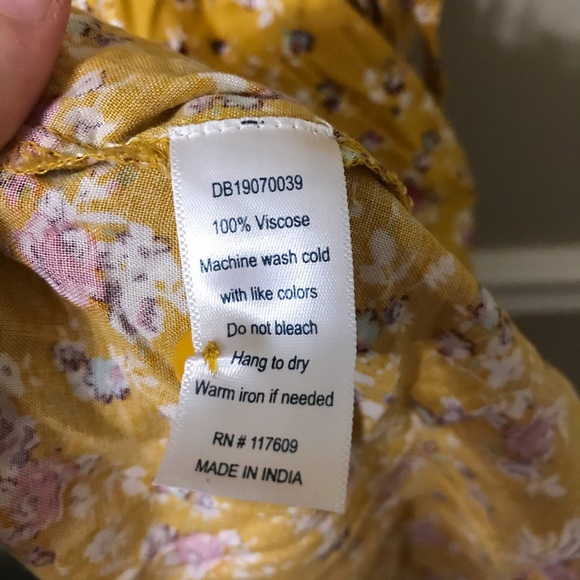 DB19070039
100% Viscose
Machine wash cold
with like colors
Do not bleach
Hang to dry
Warm iron if needed
RN # 117609
MADE IN INDIA